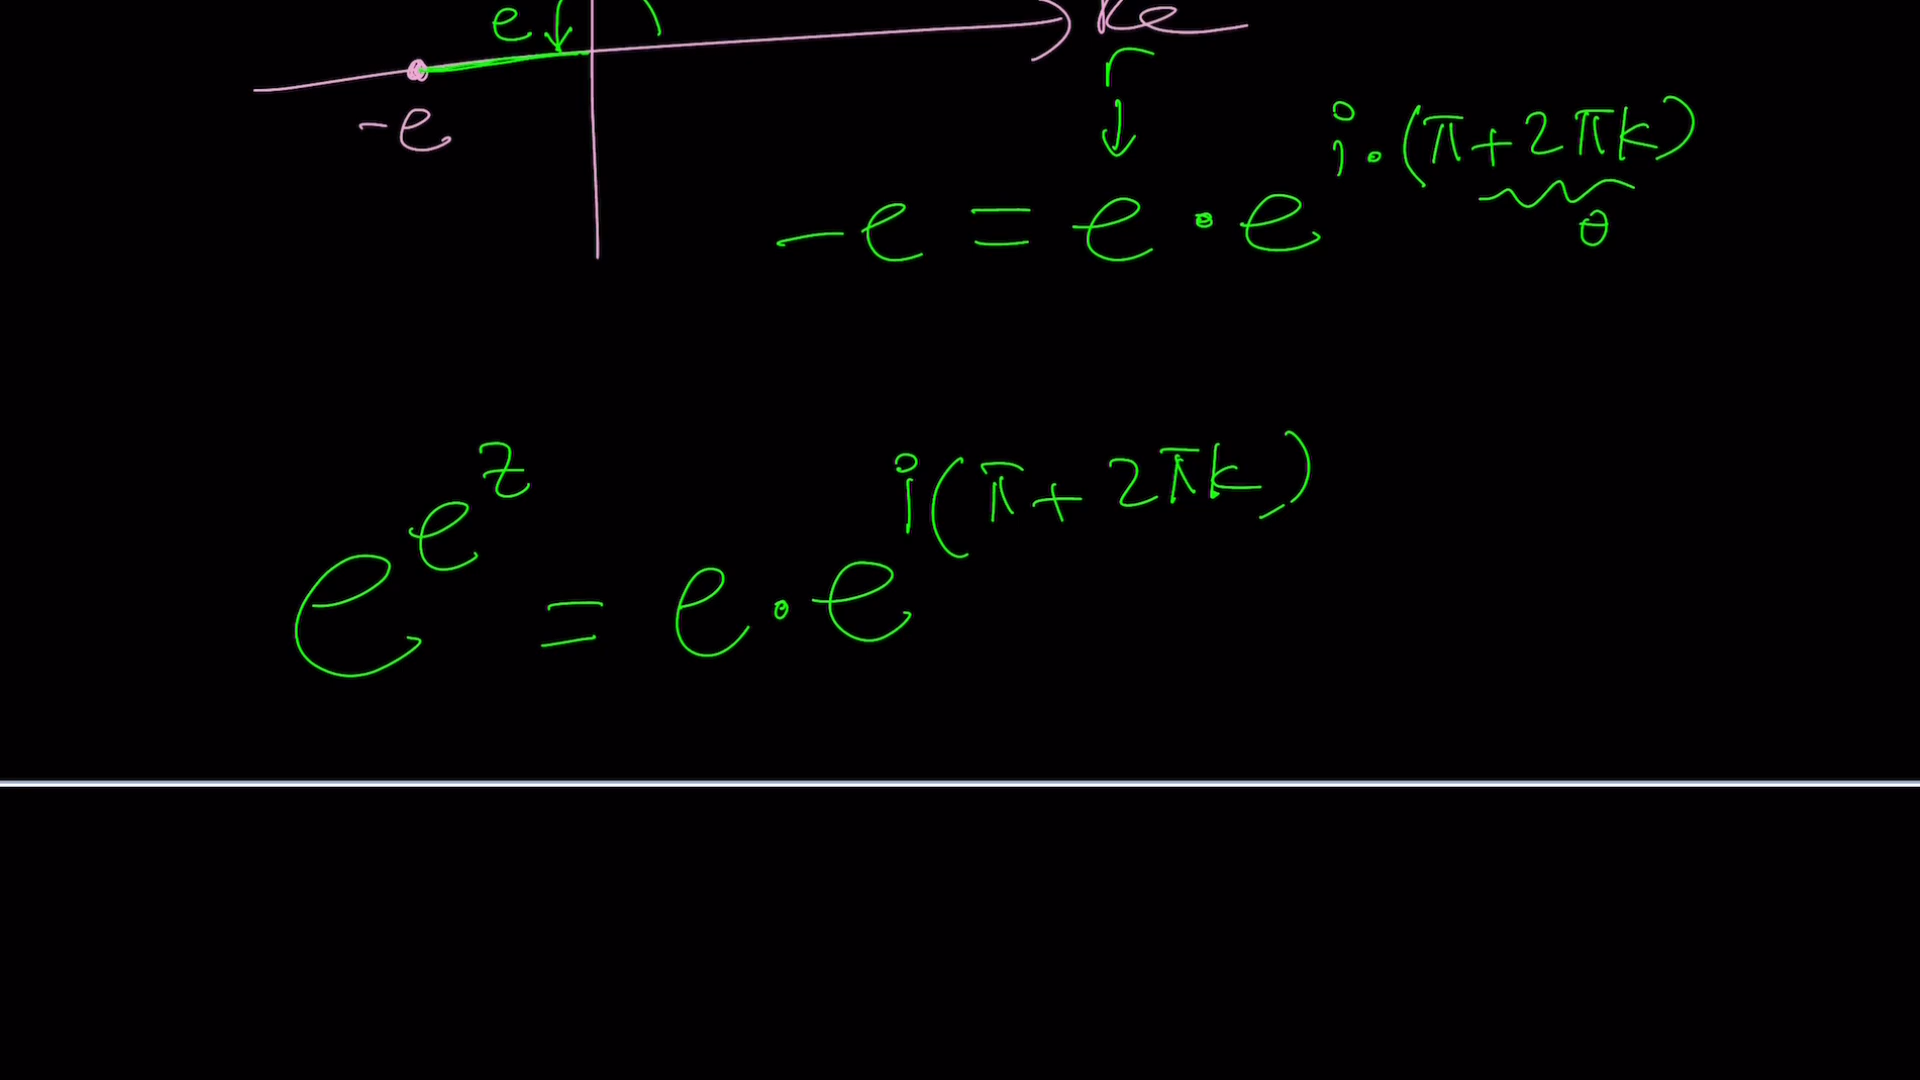 e Re
-e r
-e = e · e^{i·(π+2πk)}
θ
e^{e^z} = e · e^{i(π+2πk)}